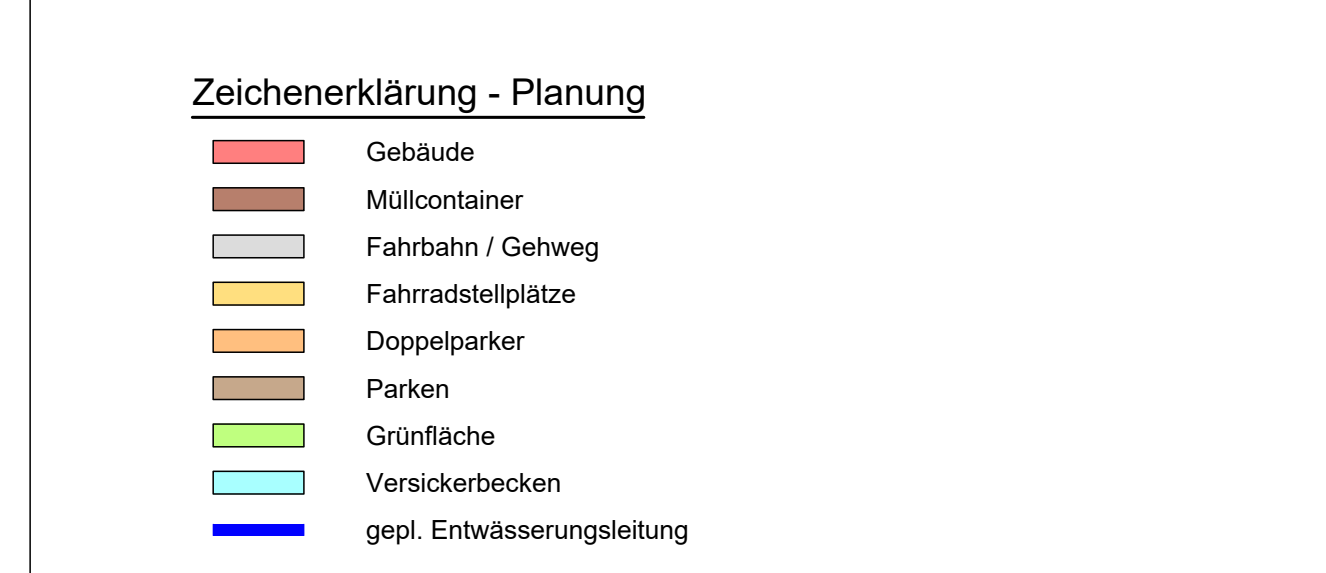 Zeichenerklärung - Planung
Gebäude
Müllcontainer
Fahrbahn / Gehweg
Fahrradstellplätze
Doppelparker
Parken
Grünfläche
Versickerbecken
gepl. Entwässerungsleitung